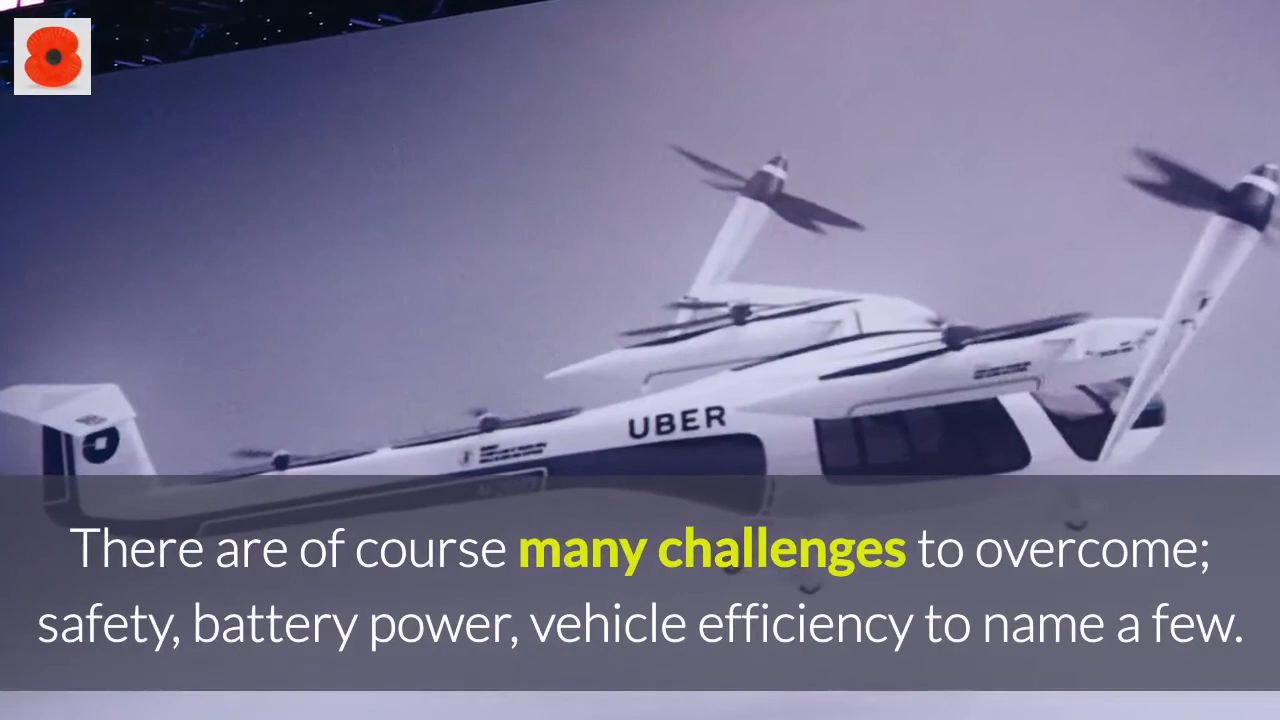 UBER
There are of course many challenges to overcome;
safety, battery power, vehicle efficiency to name a few.